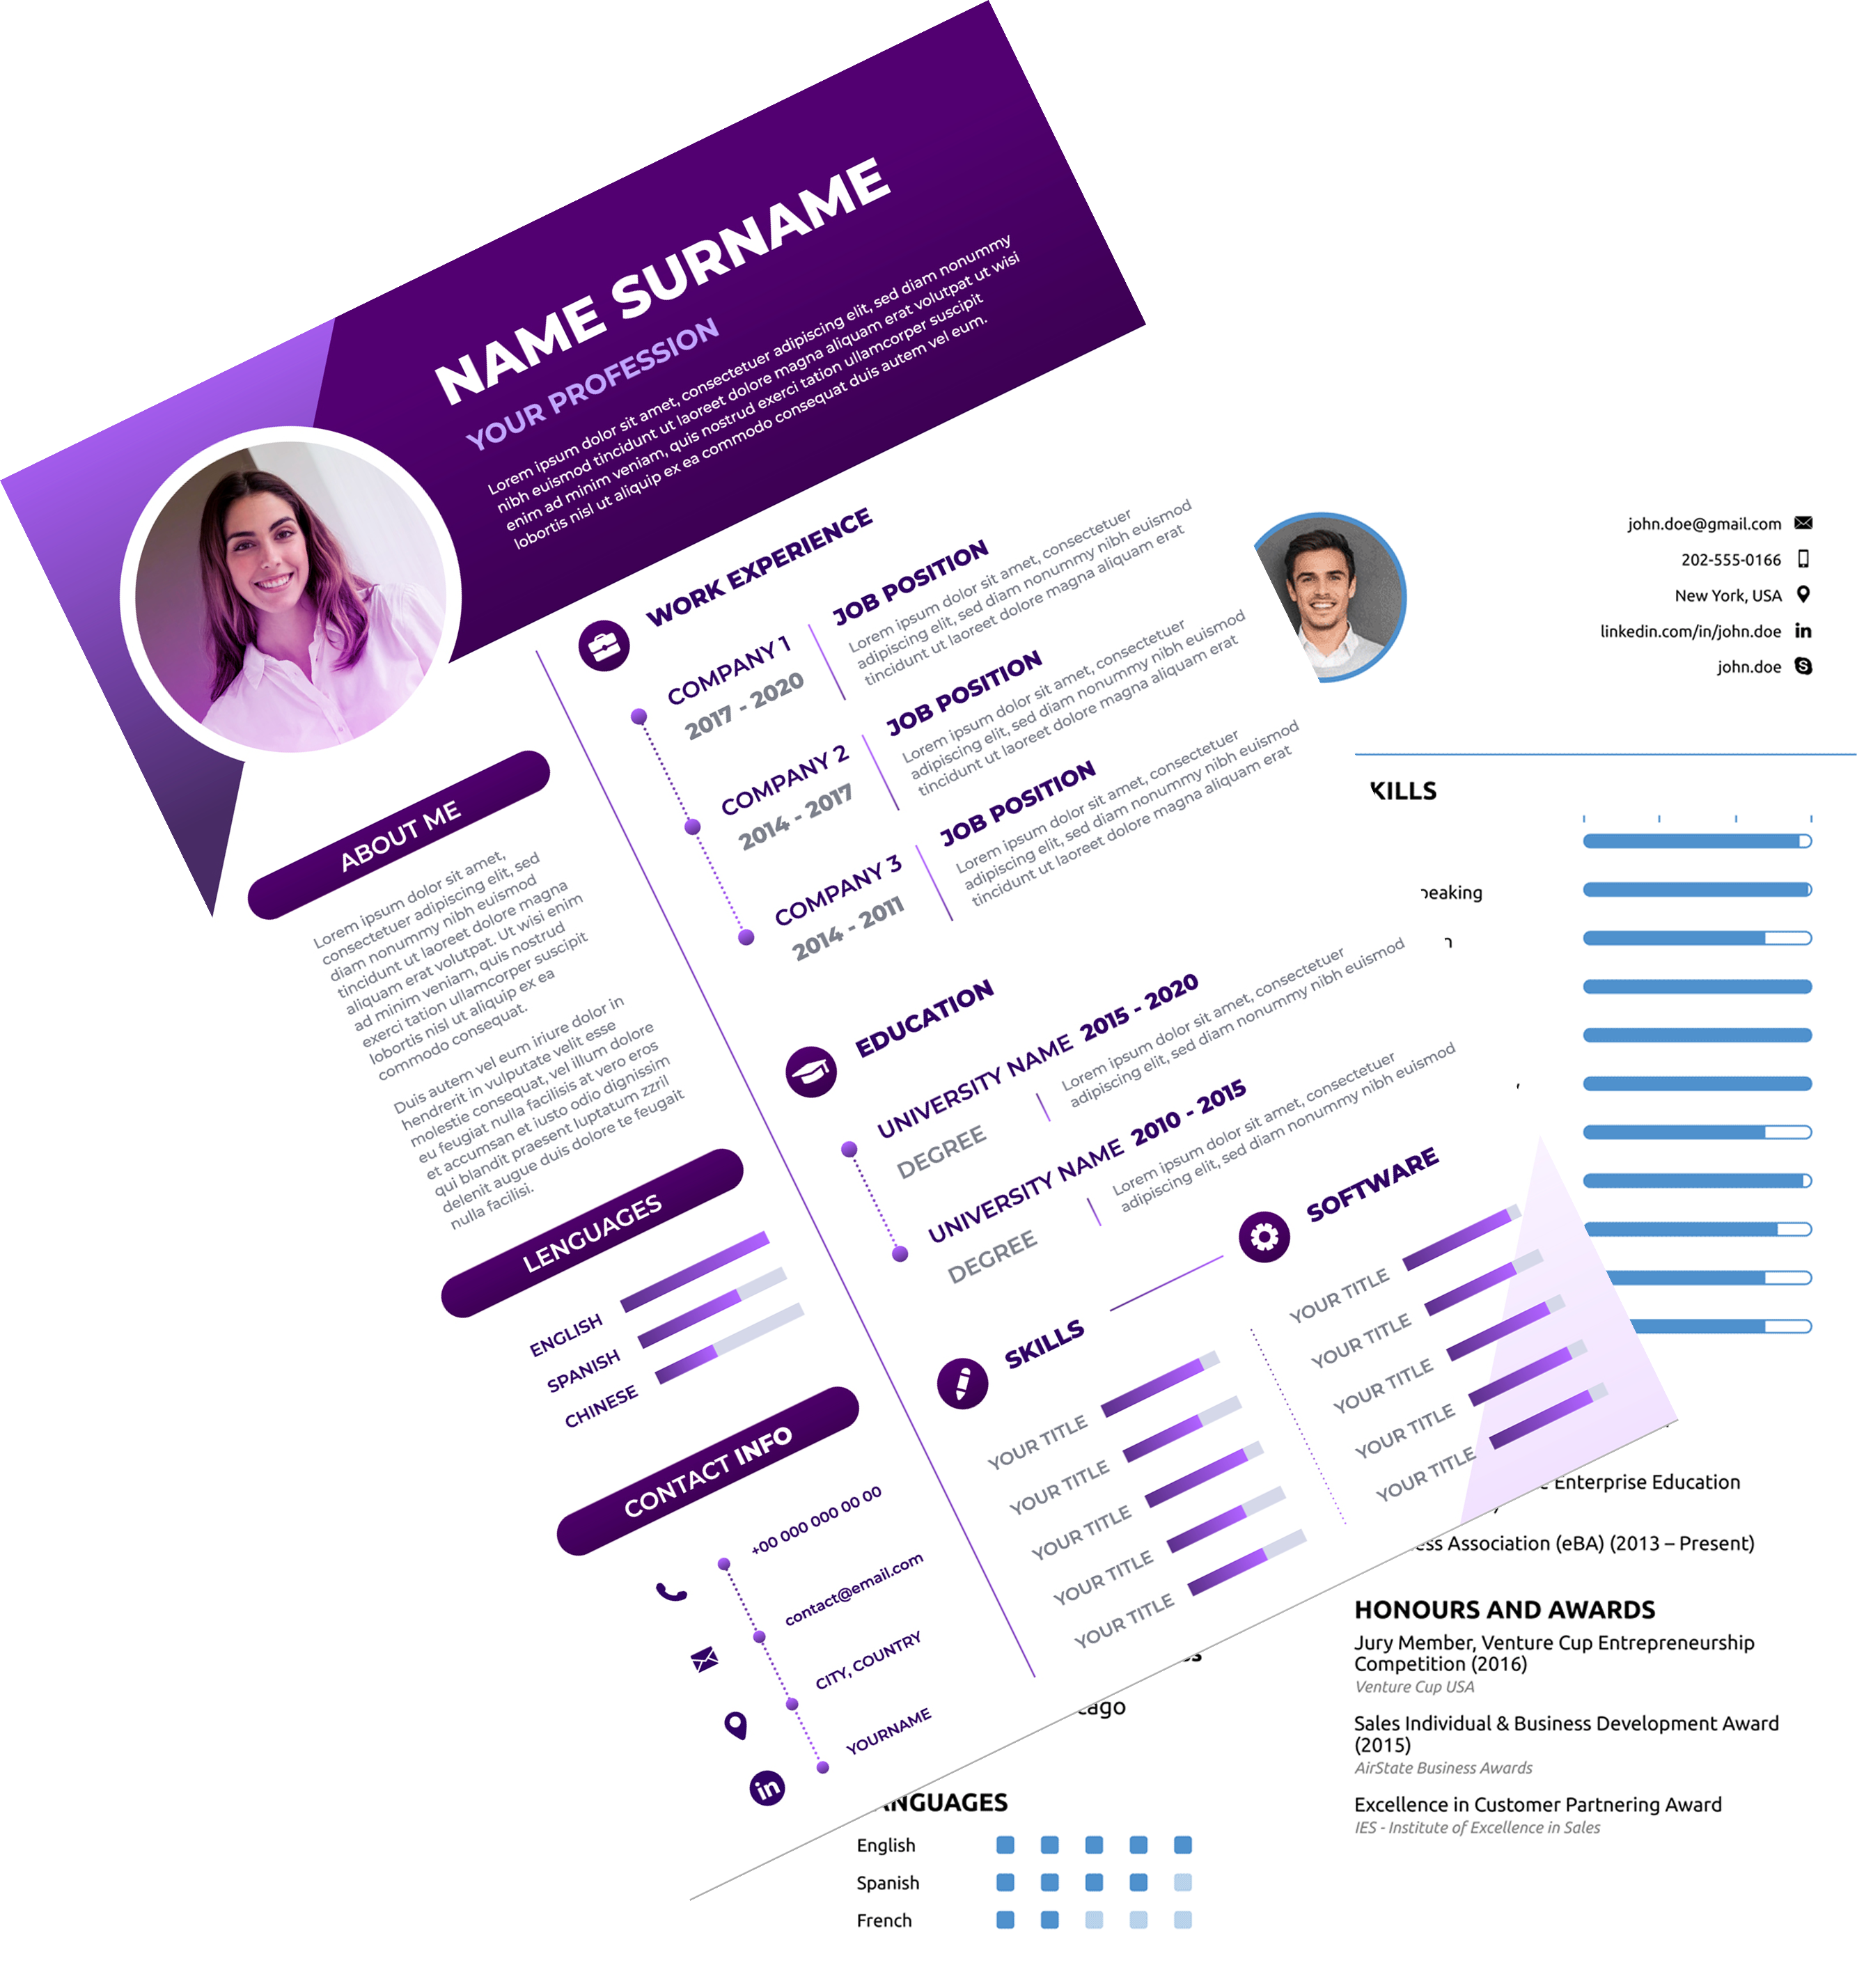 NAME SURNAME
YOUR PROFESSION
Lorem ipsum dolor sit amet, consectetuer adipiscing elit, sed diam nonummy
nibh euismod tincidunt ut laoreet dolore magna aliquam erat volutpat ut wisi
enim ad minim veniam, quis nostrud exerci tation ullamcorper suscipit
lobortis nisl ut aliquip ex ea commodo consequat duis autem vel eum.
ABOUT ME
Lorem ipsum dolor sit amet,
consectetuer adipiscing elit, sed
diam nonummy nibh euismod
tincidunt ut laoreet dolore magna
aliquam erat volutpat. Ut wisi enim
ad minim veniam, quis nostrud
exerci tation ullamcorper suscipit
lobortis nisl ut aliquip ex ea
commodo consequat.
Duis autem vel eum iriure dolor in
hendrerit in vulputate velit esse
molestie consequat, vel illum dolore
eu feugiat nulla facilisis at vero eros
et accumsan et iusto odio dignissim
qui blandit praesent luptatum zzril
delenit augue duis dolore te feugait
nulla facilisi.
LENGUAGES
ENGLISH
SPANISH
CHINESE
CONTACT INFO
+00 000 000 00 00
contact@email.com
CITY, COUNTRY
in YOURNAME
WORK EXPERIENCE
COMPANY 1
2017 - 2020
JOB POSITION
Lorem ipsum dolor sit amet, consectetuer
adipiscing elit, sed diam nonummy nibh euismod
tincidunt ut laoreet dolore magna aliquam erat
COMPANY 2
2014 - 2017
JOB POSITION
Lorem ipsum dolor sit amet, consectetuer
adipiscing elit, sed diam nonummy nibh euismod
tincidunt ut laoreet dolore magna aliquam erat
COMPANY 3
2014 - 2011
JOB POSITION
Lorem ipsum dolor sit amet, consectetuer
adipiscing elit, sed diam nonummy nibh euismod
tincidunt ut laoreet dolore magna aliquam erat
EDUCATION
UNIVERSITY NAME 2015 - 2020
DEGREE
Lorem ipsum dolor sit amet, consectetuer
adipiscing elit, sed diam nonummy nibh euismod
UNIVERSITY NAME 2010 - 2015
DEGREE
Lorem ipsum dolor sit amet, consectetuer
adipiscing elit, sed diam nonummy nibh euismod
SKILLS
YOUR TITLE
YOUR TITLE
YOUR TITLE
YOUR TITLE
YOUR TITLE
SOFTWARE
YOUR TITLE
YOUR TITLE
YOUR TITLE
YOUR TITLE
YOUR TITLE
john.doe@gmail.com
202-555-0166
New York, USA
linkedin.com/in/john.doe in
john.doe S
KILLS
peaking
n
Enterprise Education
ess Association (eBA) (2013 – Present)
HONOURS AND AWARDS
Jury Member, Venture Cup Entrepreneurship
Competition (2016)
Venture Cup USA
Sales Individual & Business Development Award
(2015)
AirState Business Awards
Excellence in Customer Partnering Award
IES - Institute of Excellence in Sales
cago
ANGUAGES
English
Spanish
French